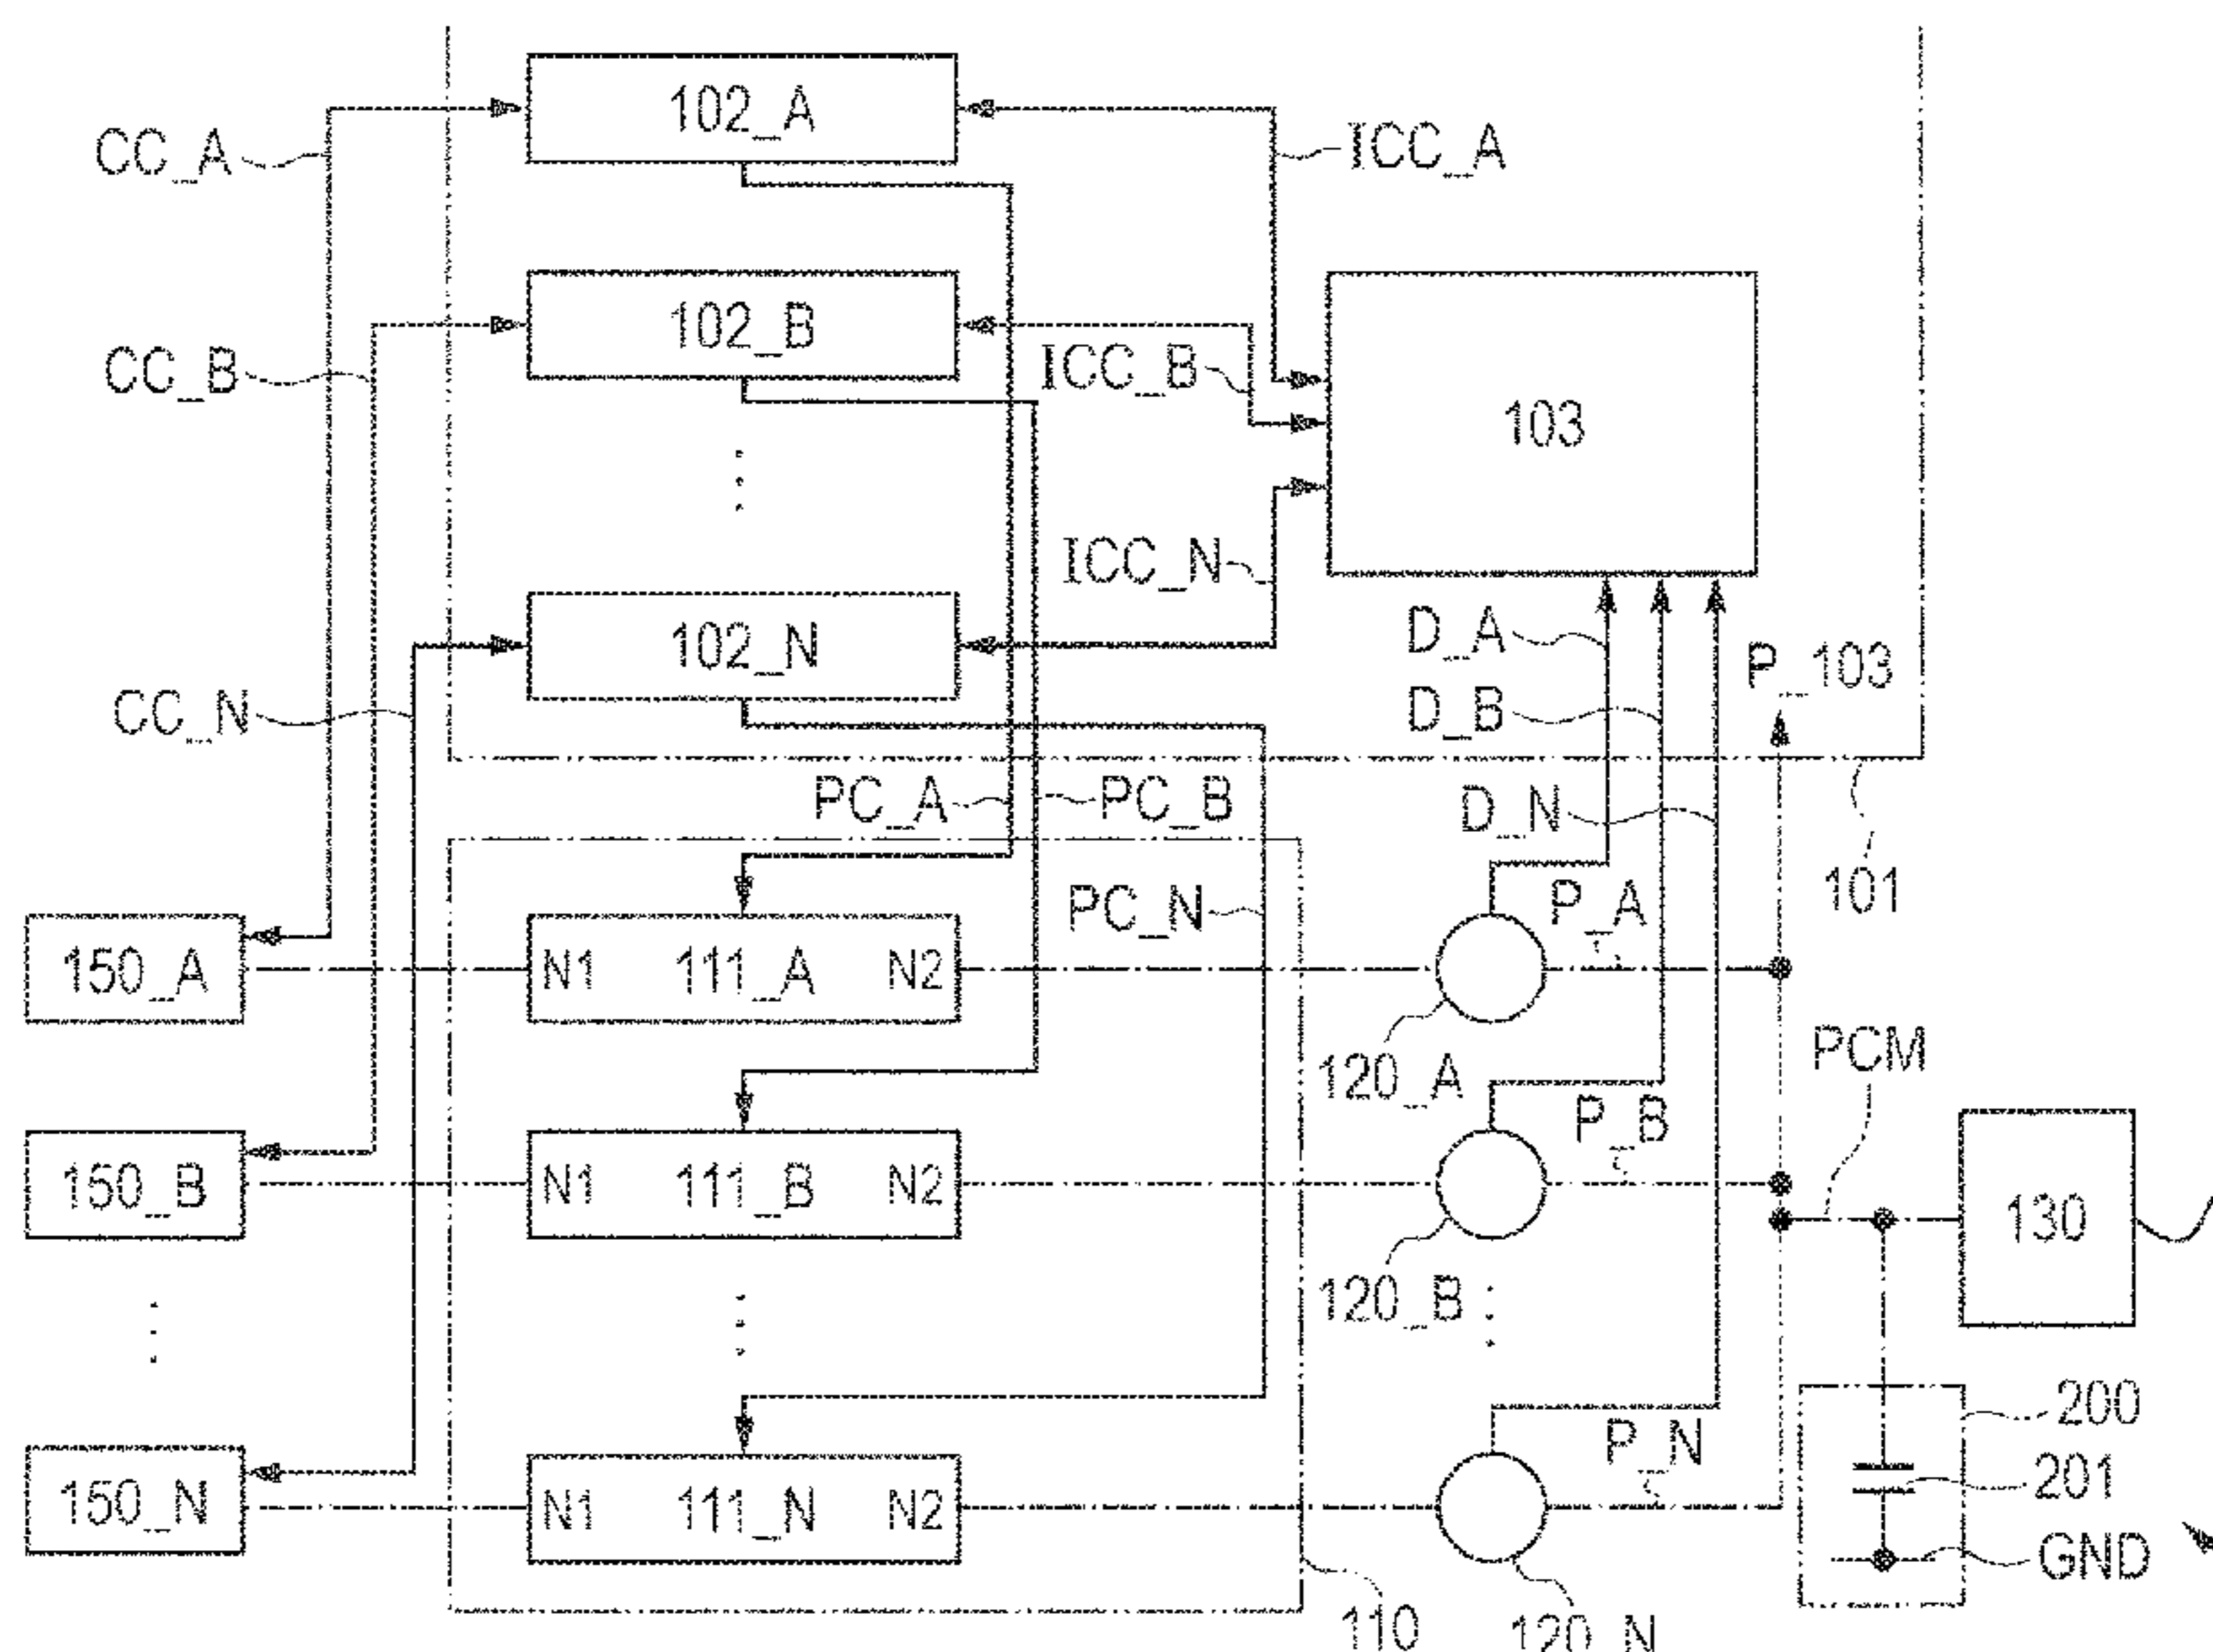 102_A
CC_A
ICC_A
102_B
CC_B
ICC_B
103
ICC_N
102_N
D_A
P_103
CC_N
D_B
PC_A
PC_B
D_N
101
PC_N
P_A
150_A
N1
111_A
N2
120_A
PCM
P_B
150_B
N1
111_B
N2
130
120_B
200
P_N
201
150_N
N1
111_N
N2
GND
110
120_N